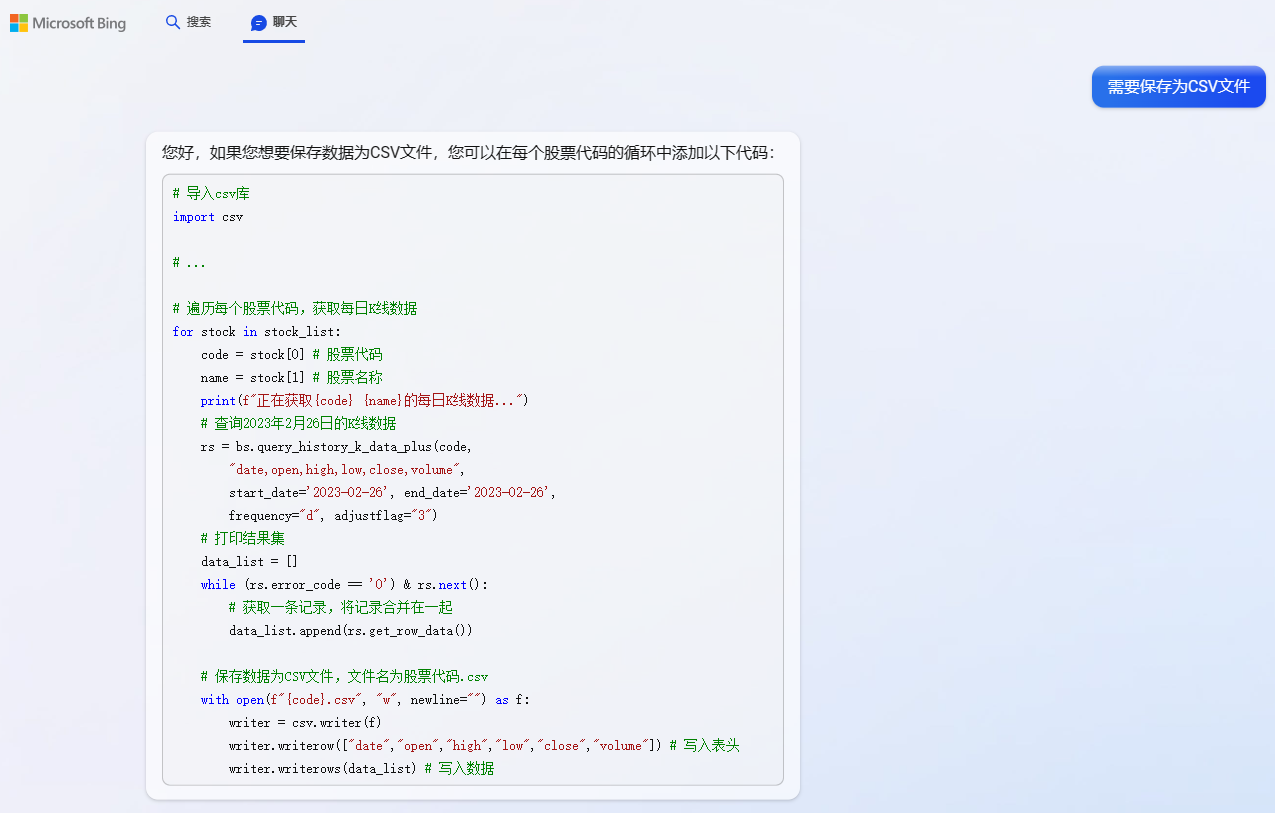 Microsoft Bing
搜索
聊天
需要保存为CSV文件
您好，如果您想要保存数据为CSV文件，您可以在每个股票代码的循环中添加以下代码：
# 导入csv库
import csv
# ...
# 遍历每个股票代码，获取每日K线数据
for stock in stock_list:
    code = stock[0] # 股票代码
    name = stock[1] # 股票名称
    print(f"正在获取{code} {name}的每日K线数据...")
    # 查询2023年2月26日的K线数据
    rs = bs.query_history_k_data_plus(code,
        "date,open,high,low,close,volume",
        start_date='2023-02-26', end_date='2023-02-26',
        frequency="d", adjustflag="3")
    # 打印结果集
    data_list = []
    while (rs.error_code == '0') & rs.next():
        # 获取一条记录，将记录合并在一起
        data_list.append(rs.get_row_data())
    # 保存数据为CSV文件，文件名为股票代码.csv
    with open(f"{code}.csv", "w", newline="") as f:
        writer = csv.writer(f)
        writer.writerow(["date","open","high","low","close","volume"]) # 写入表头
        writer.writerows(data_list) # 写入数据